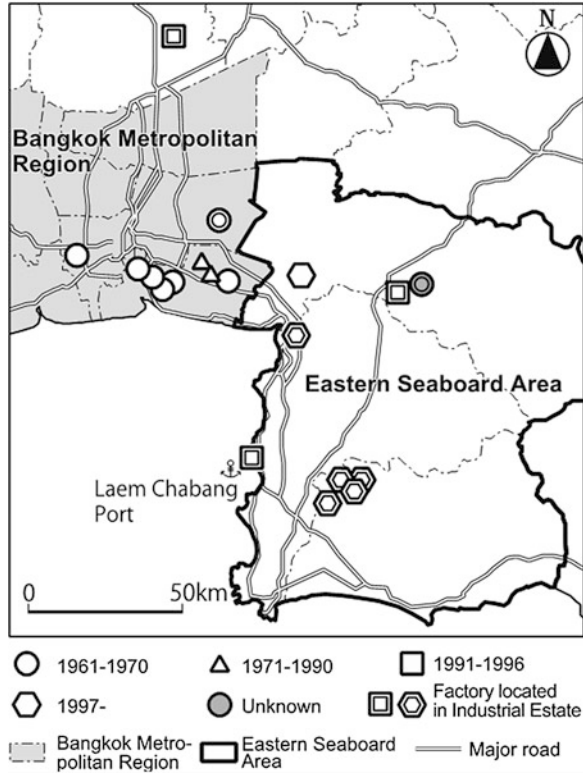 N
Bangkok Metropolitan
Region
Eastern Seaboard Area
Laem Chabang
Port
0 50km
1961-1970 1971-1990 1991-1996
1997- Unknown Factory located
in Industrial Estate
Bangkok Metro-
politan Region
Eastern Seaboard
Area
Major road